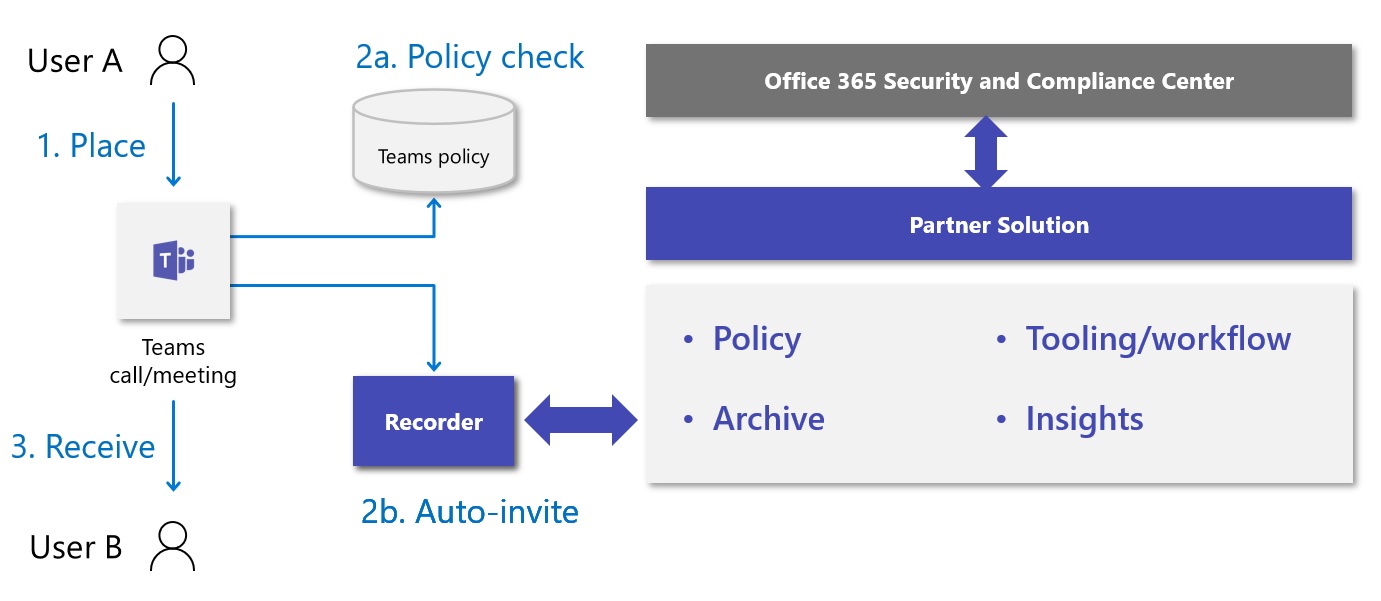 User A
1. Place
T
Teams
call/meeting
3. Receive
User B
2a. Policy check
Teams policy
Recorder
2b. Auto-invite
Office 365 Security and Compliance Center
Partner Solution
• Policy
• Tooling/workflow
• Archive
• Insights